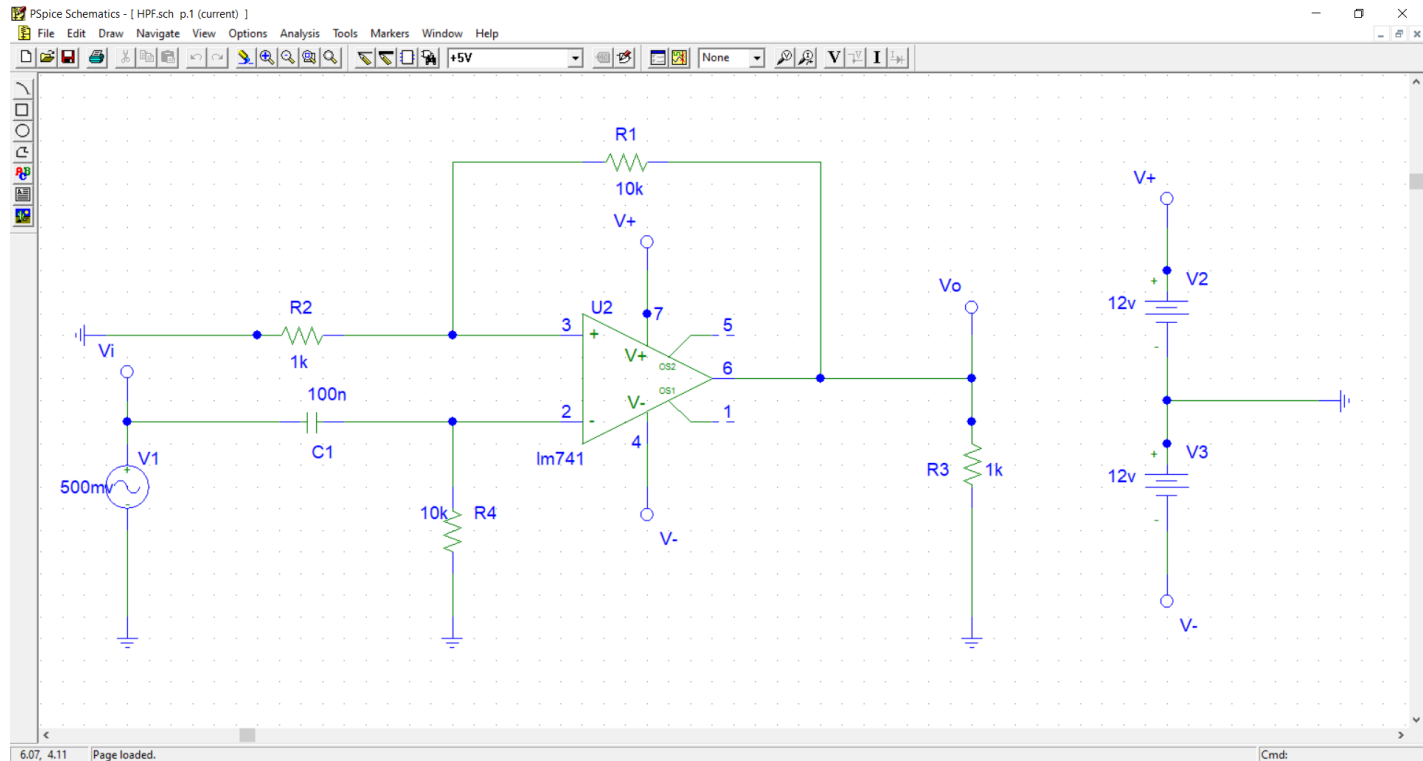 PSpice Schematics - [ HPF.sch  p.1 (current)  ]
File Edit Draw Navigate View Options Analysis Tools Markers Window Help
+5V
None
V
I
ABC
R1
10k
V+
V+
R2
U2
7
5
Vo
V2
12v
3
+
+
Vi
1k
V+
OS2
6
-
100n
OS1
V-
1
2
-
C1
4
V1
lm741
V3
+
+
R3
1k
12v
500mv
-
10k
R4
V-
-
V-
6.07, 4.11
Page loaded.
Cmd: